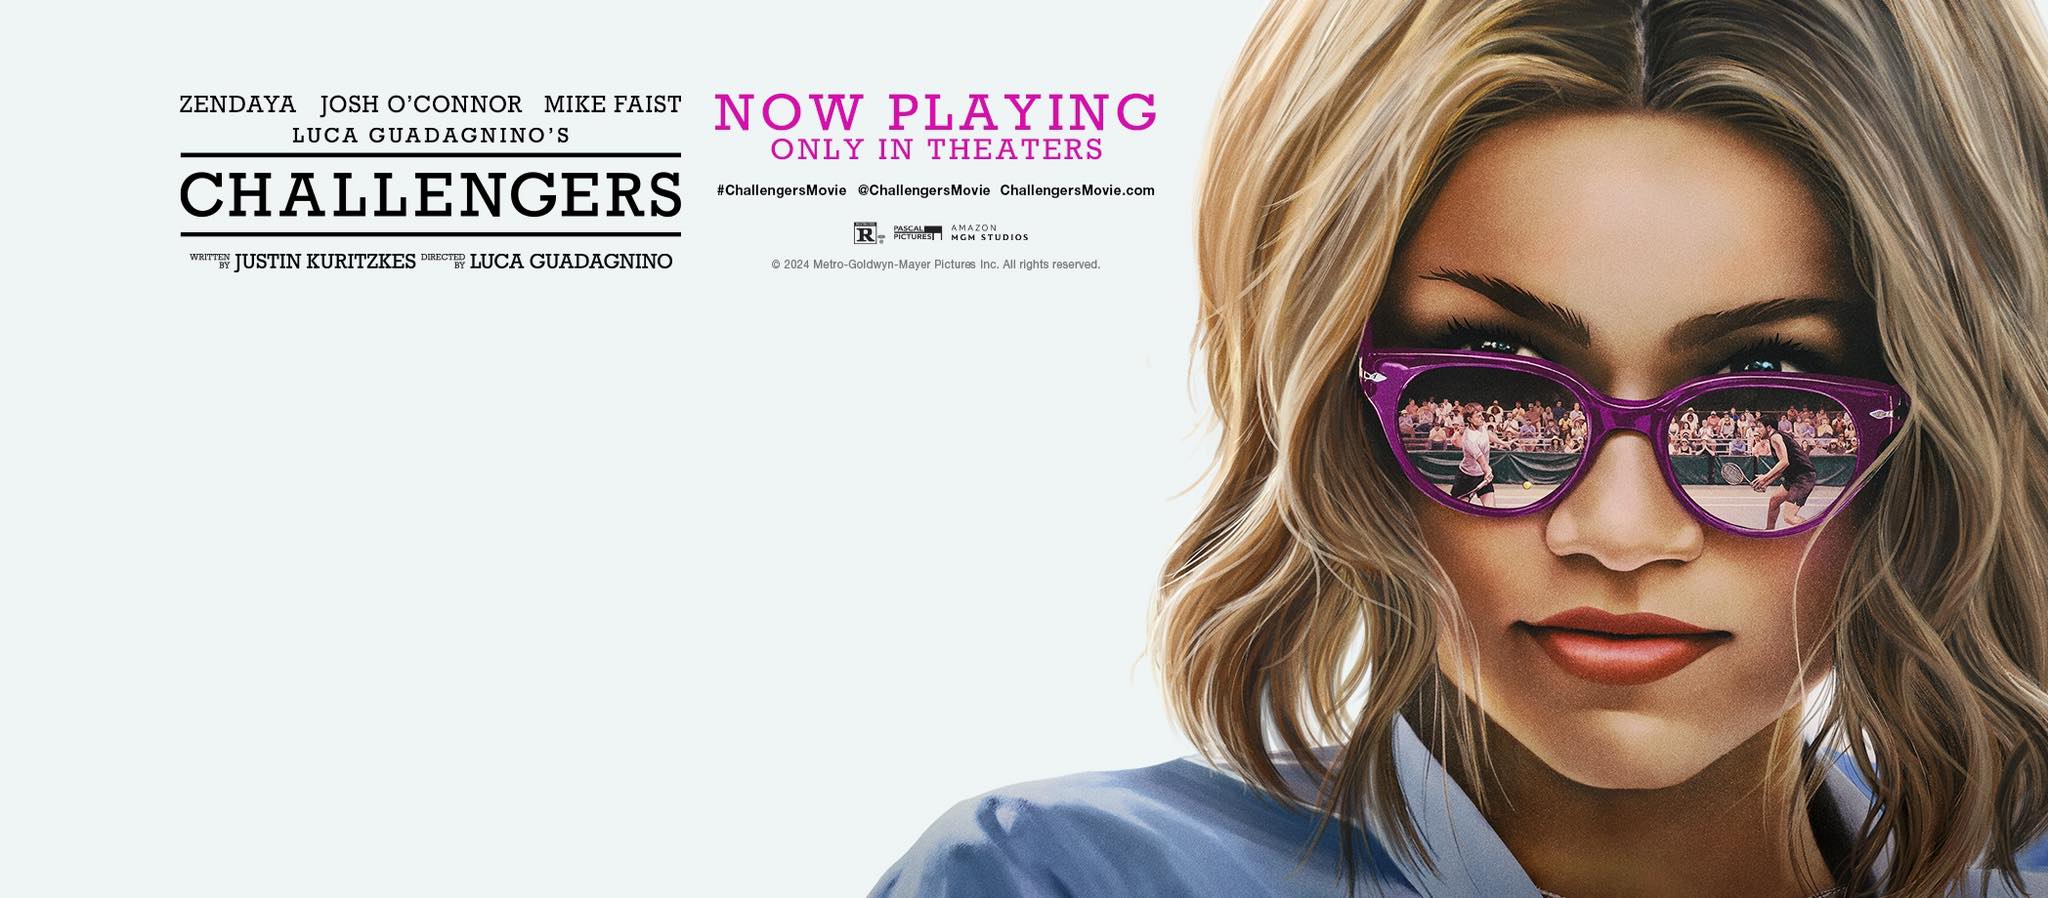 ZENDAYA JOSH O'CONNOR MIKE FAIST
LUCA GUADAGNINO'S
CHALLENGERS
WRITTEN BY JUSTIN KURITZKES DIRECTED BY LUCA GUADAGNINO
NOW PLAYING
ONLY IN THEATERS
#ChallengersMovie @ChallengersMovie ChallengersMovie.com
R PASCAL PICTURES AMAZON MGM STUDIOS
© 2024 Metro-Goldwyn-Mayer Pictures Inc. All rights reserved.